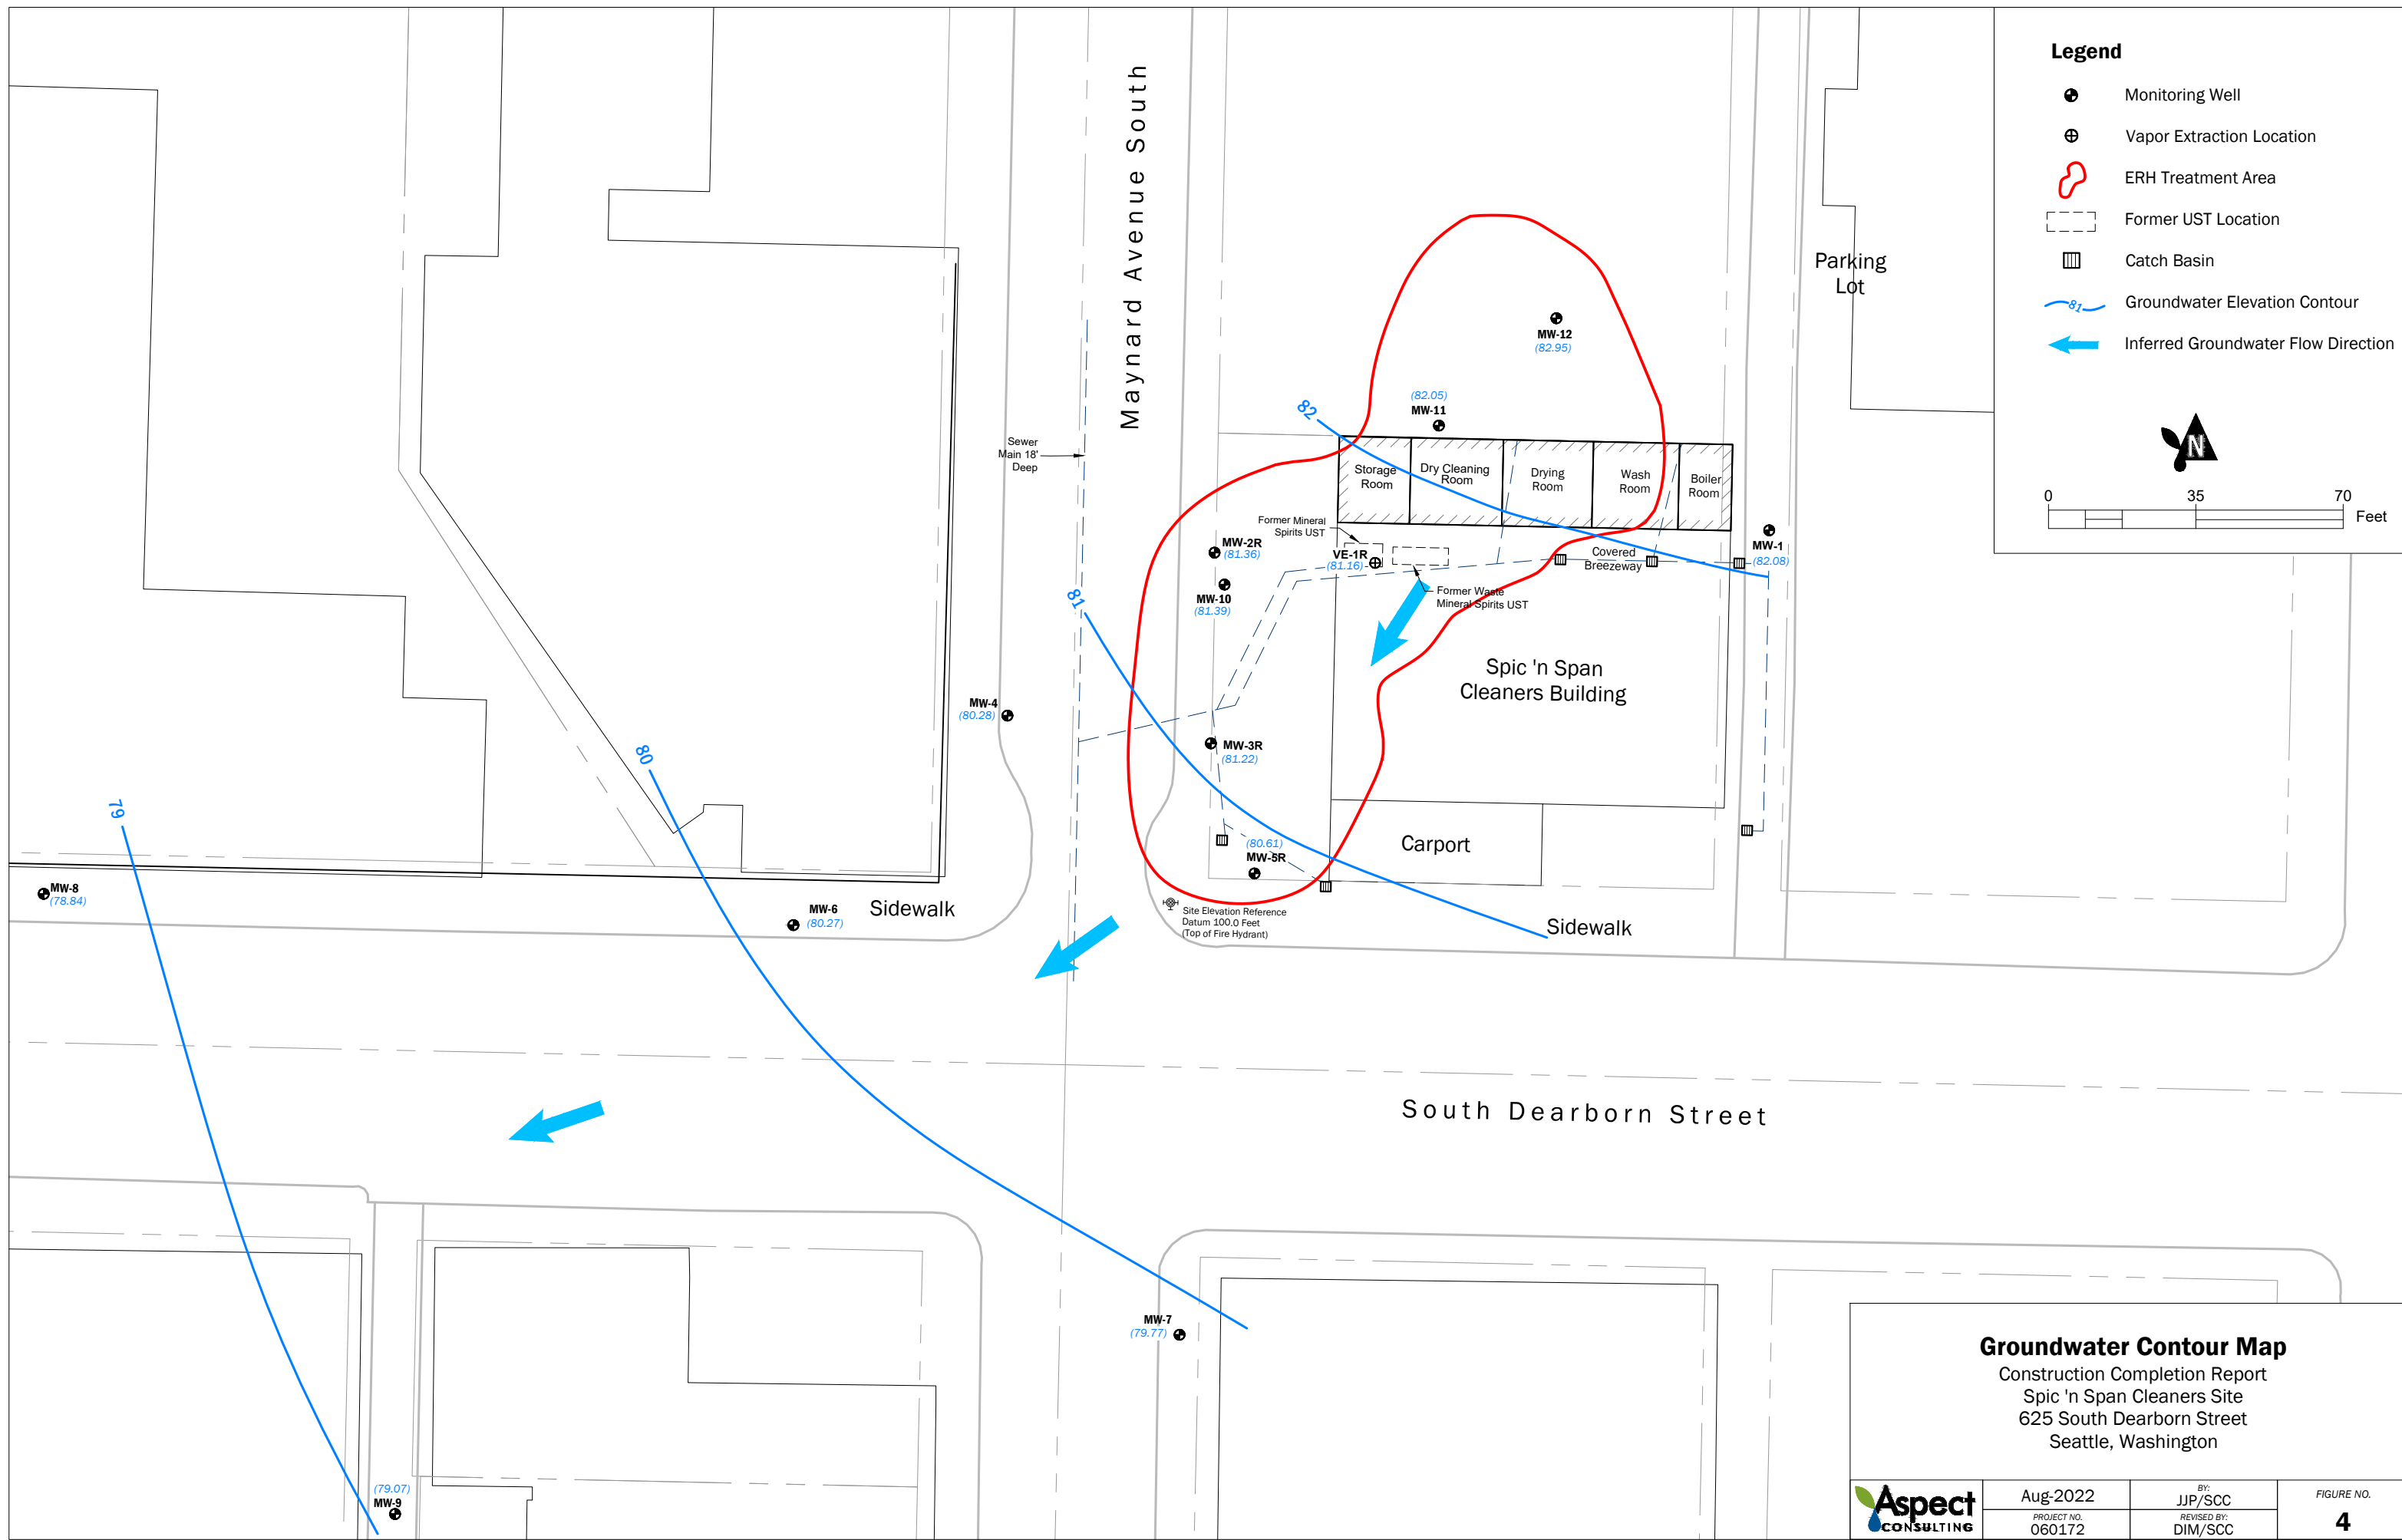 Legend
Monitoring Well
Vapor Extraction Location
ERH Treatment Area
Former UST Location
Catch Basin
81
Groundwater Elevation Contour
Inferred Groundwater Flow Direction
N
0 35 70
Feet
Maynard Avenue South
Parking
Lot
MW-12
(82.95)
(82.05)
MW-11
82
Sewer
Main 18'
Deep
Storage
Room
Dry Cleaning
Room
Drying
Room
Wash
Room
Boiler
Room
Former Mineral
Spirits UST
MW-2R
(81.36)
VE-1R
(81.16)
Covered
Breezeway
MW-1
(82.08)
MW-10
(81.39)
Former Waste
Mineral Spirits UST
81
Spic 'n Span
Cleaners Building
MW-4
(80.28)
MW-3R
(81.22)
80
79
(80.61)
MW-5R
Carport
MW-8
(78.84)
MW-6
(80.27)
Sidewalk
Site Elevation Reference
Datum 100.0 Feet
(Top of Fire Hydrant)
Sidewalk
South Dearborn Street
MW-7
(79.77)
(79.07)
MW-9
Groundwater Contour Map
Construction Completion Report
Spic 'n Span Cleaners Site
625 South Dearborn Street
Seattle, Washington
Aspect
CONSULTING
Aug-2022
PROJECT NO.
060172
BY:
JJP/SCC
REVISED BY:
DIM/SCC
FIGURE NO.
4